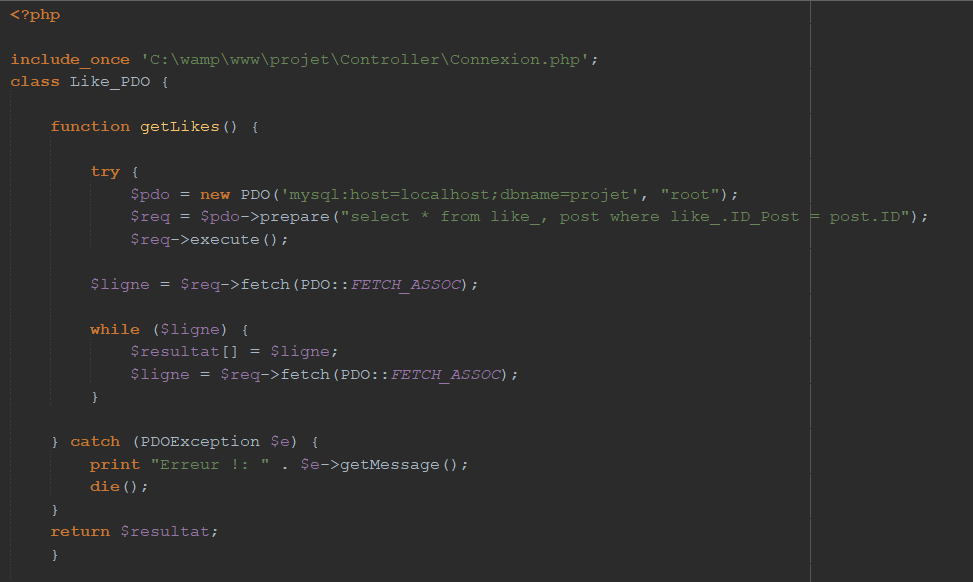 <?php
include_once 'C:\wamp\www\projet\Controller\Connexion.php';
class Like_PDO {
function getLikes() {
try {
$pdo = new PDO('mysql:host=localhost;dbname=projet', "root");
$req = $pdo->prepare("select * from like_, post where like_.ID_Post = post.ID");
$req->execute();
$ligne = $req->fetch(PDO::FETCH_ASSOC);
while ($ligne) {
$resultat[] = $ligne;
$ligne = $req->fetch(PDO::FETCH_ASSOC);
}
} catch (PDOException $e) {
print "Erreur !: " . $e->getMessage();
die();
}
return $resultat;
}